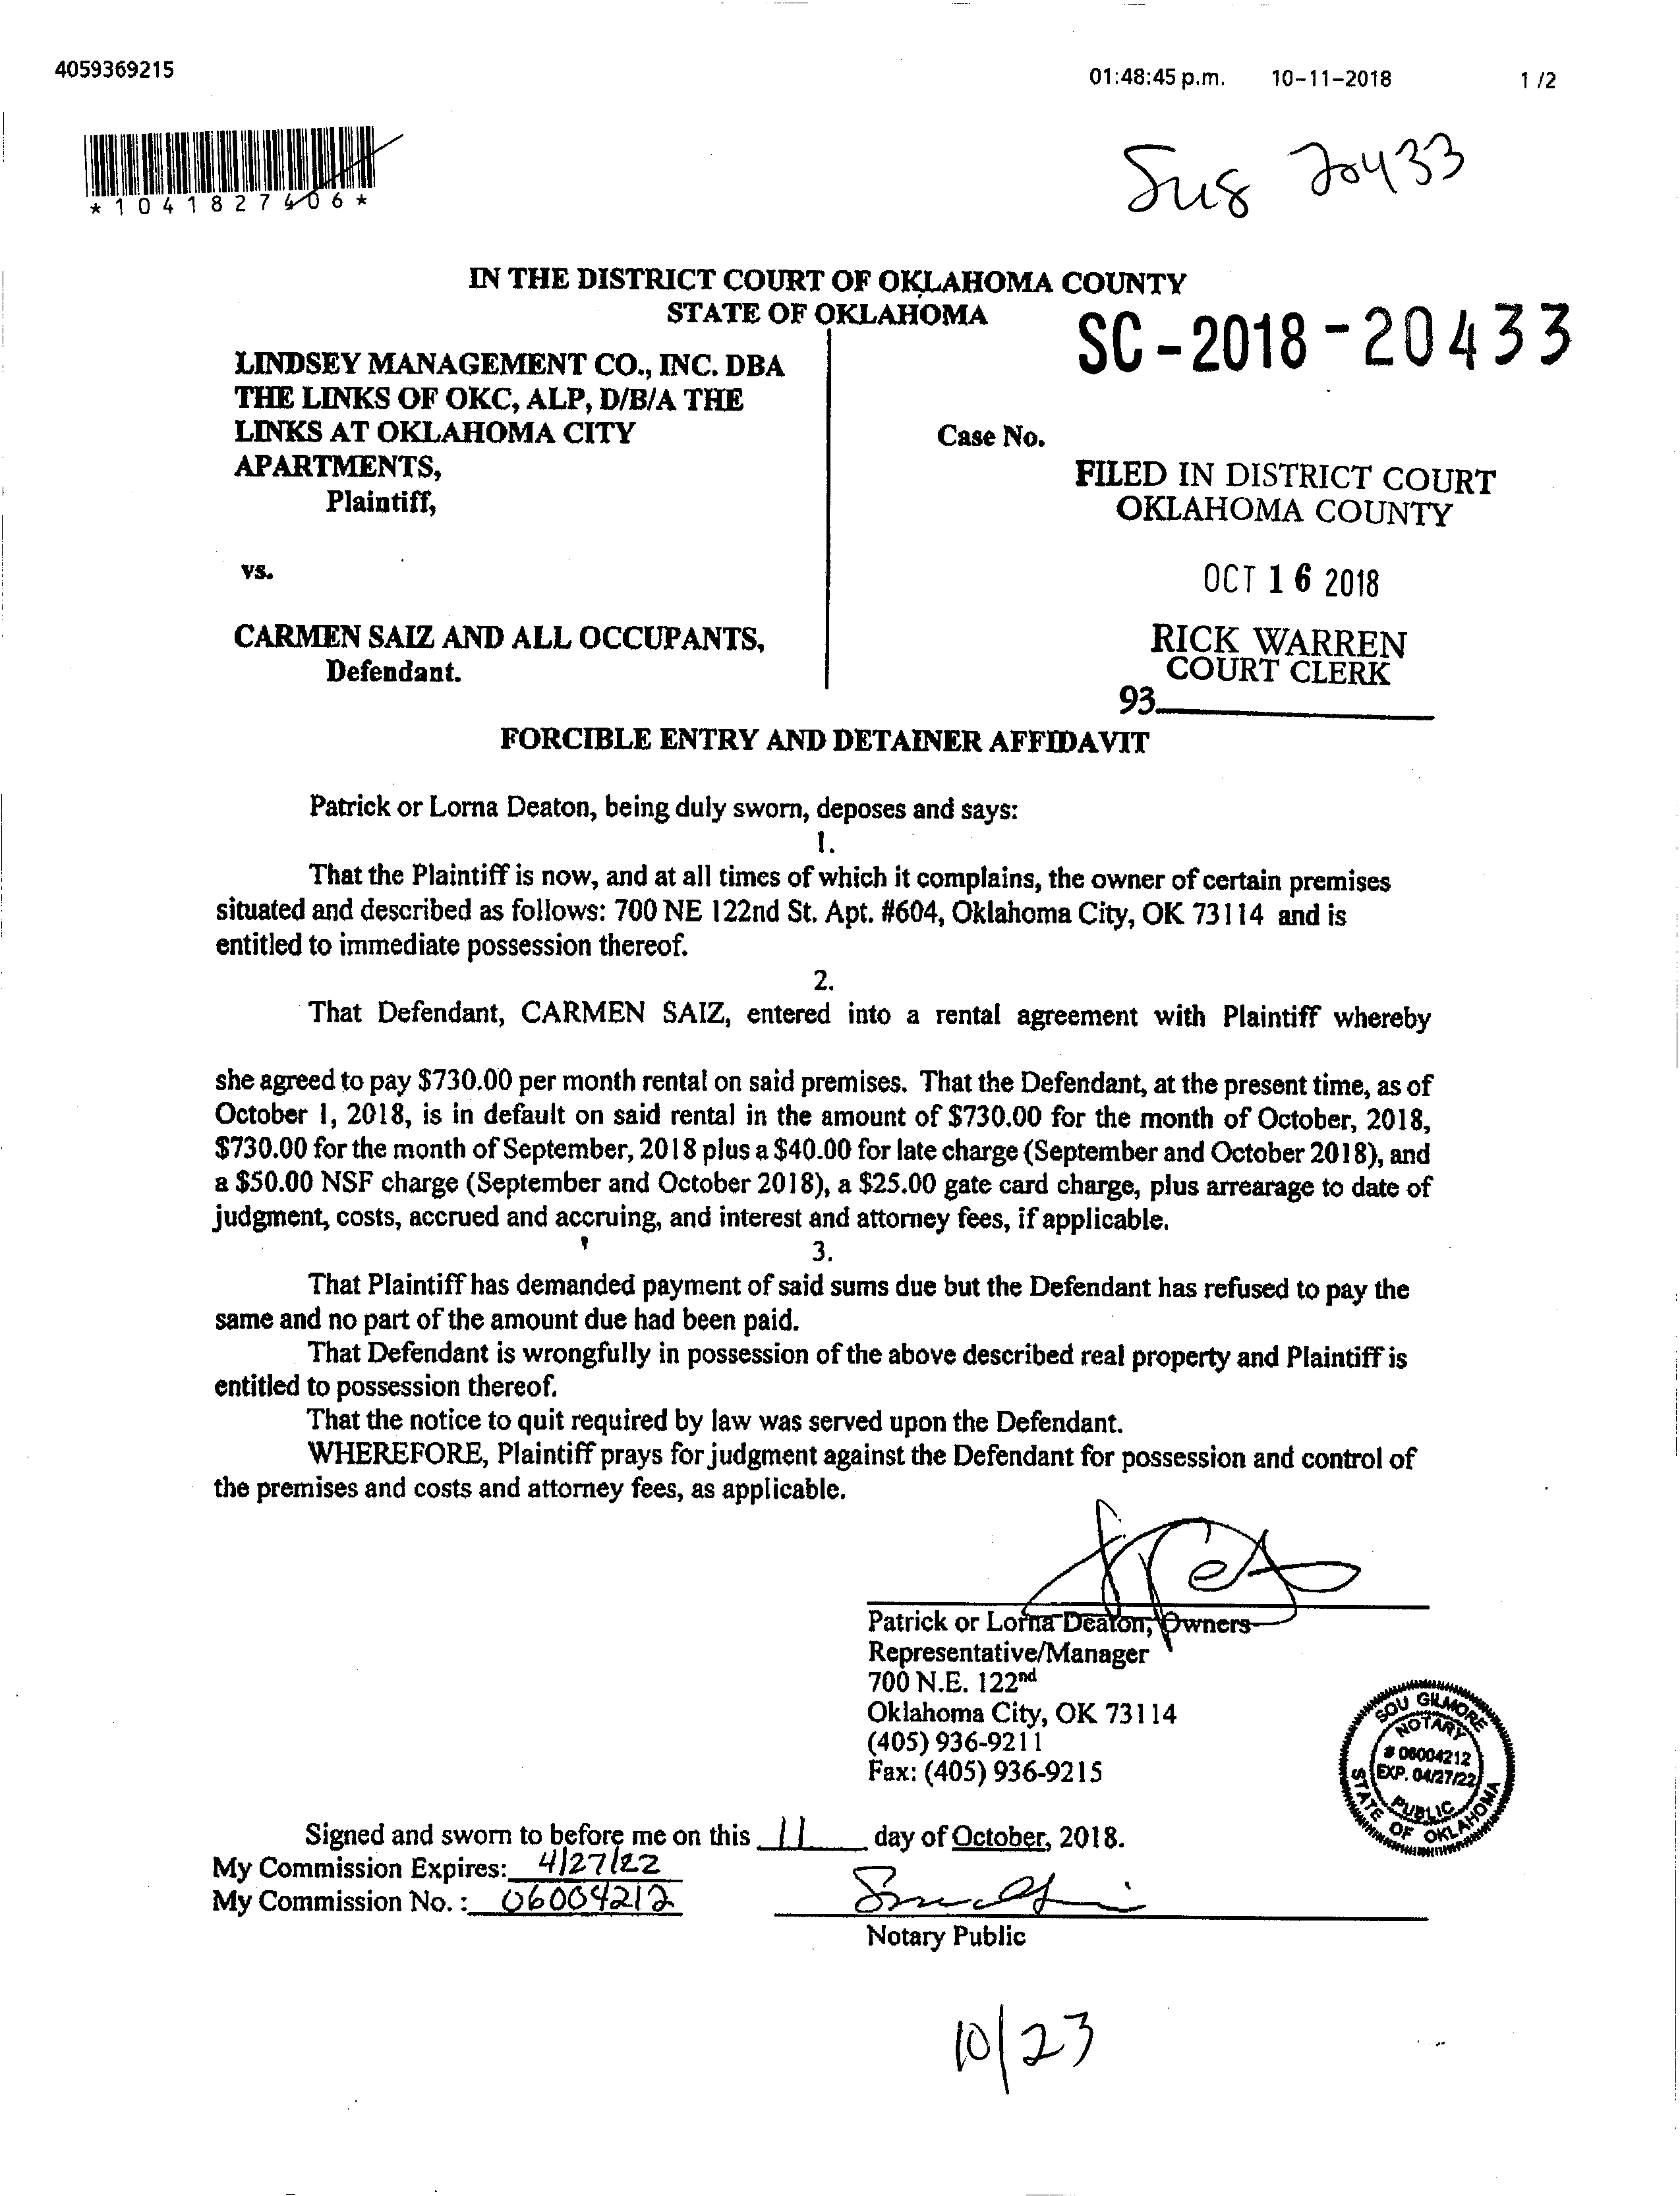 4059369215
01:48:45 p.m. 10-11-2018 1 /2
*1041827406*
20433
IN THE DISTRICT COURT OF OKLAHOMA COUNTY
STATE OF OKLAHOMA
SC-2018-20433
LINDSEY MANAGEMENT CO., INC. DBA
THE LINKS OF OKC, ALP, D/B/A THE
LINKS AT OKLAHOMA CITY
APARTMENTS,
Plaintiff,
Case No.
FILED IN DISTRICT COURT
OKLAHOMA COUNTY
vs.
OCT 16 2018
CARMEN SAIZ AND ALL OCCUPANTS,
Defendant.
RICK WARREN
COURT CLERK
93
FORCIBLE ENTRY AND DETAINER AFFIDAVIT
Patrick or Lorna Deaton, being duly sworn, deposes and says:
1.
That the Plaintiff is now, and at all times of which it complains, the owner of certain premises
situated and described as follows: 700 NE 122nd St. Apt. #604, Oklahoma City, OK 73114 and is
entitled to immediate possession thereof.
2.
That Defendant, CARMEN SAIZ, entered into a rental agreement with Plaintiff whereby
she agreed to pay $730.00 per month rental on said premises. That the Defendant, at the present time, as of
October 1, 2018, is in default on said rental in the amount of $730.00 for the month of October, 2018,
$730.00 for the month of September, 2018 plus a $40.00 for late charge (September and October 2018), and
a $50.00 NSF charge (September and October 2018), a $25.00 gate card charge, plus arrearage to date of
judgment, costs, accrued and accruing, and interest and attorney fees, if applicable.
3.
That Plaintiff has demanded payment of said sums due but the Defendant has refused to pay the
same and no part of the amount due had been paid.
That Defendant is wrongfully in possession of the above described real property and Plaintiff is
entitled to possession thereof.
That the notice to quit required by law was served upon the Defendant.
WHEREFORE, Plaintiff prays for judgment against the Defendant for possession and control of
the premises and costs and attorney fees, as applicable.
Patrick or Lorna Deaton, Owners
Representative/Manager
700 N.E. 122nd
Oklahoma City, OK 73114
(405) 936-9211
Fax: (405) 936-9215
SOU GILMORE
NOTARY
# 06004212
EXP. 04/27/22
PUBLIC
STATE OF OKLAHOMA
Signed and sworn to before me on this 11 day of October, 2018.
My Commission Expires: 4/27/22
My Commission No. : 06004212
Notary Public
10/23